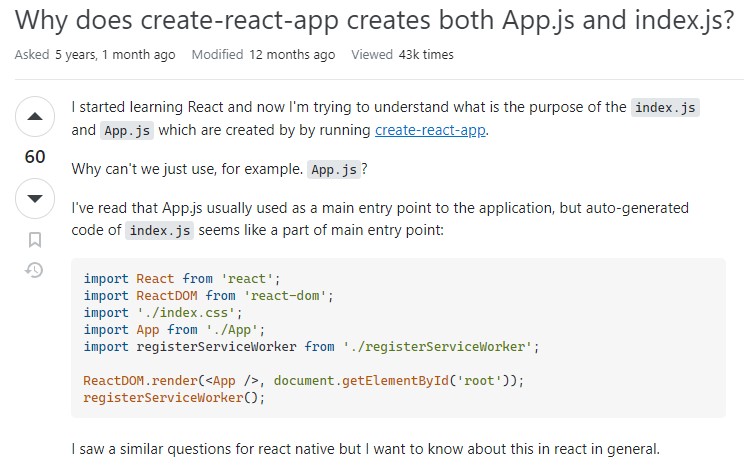 Why does create-react-app creates both App.js and index.js?
Asked 5 years, 1 month ago Modified 12 months ago Viewed 43k times
I started learning React and now I'm trying to understand what is the purpose of the index.js
and App.js which are created by by running create-react-app.
60
Why can't we just use, for example. App.js?
I've read that App.js usually used as a main entry point to the application, but auto-generated
code of index.js seems like a part of main entry point:
import React from 'react';
import ReactDOM from 'react-dom';
import './index.css';
import App from './App';
import registerServiceWorker from './registerServiceWorker';
ReactDOM.render(<App />, document.getElementById('root'));
registerServiceWorker();
I saw a similar questions for react native but I want to know about this in react in general.